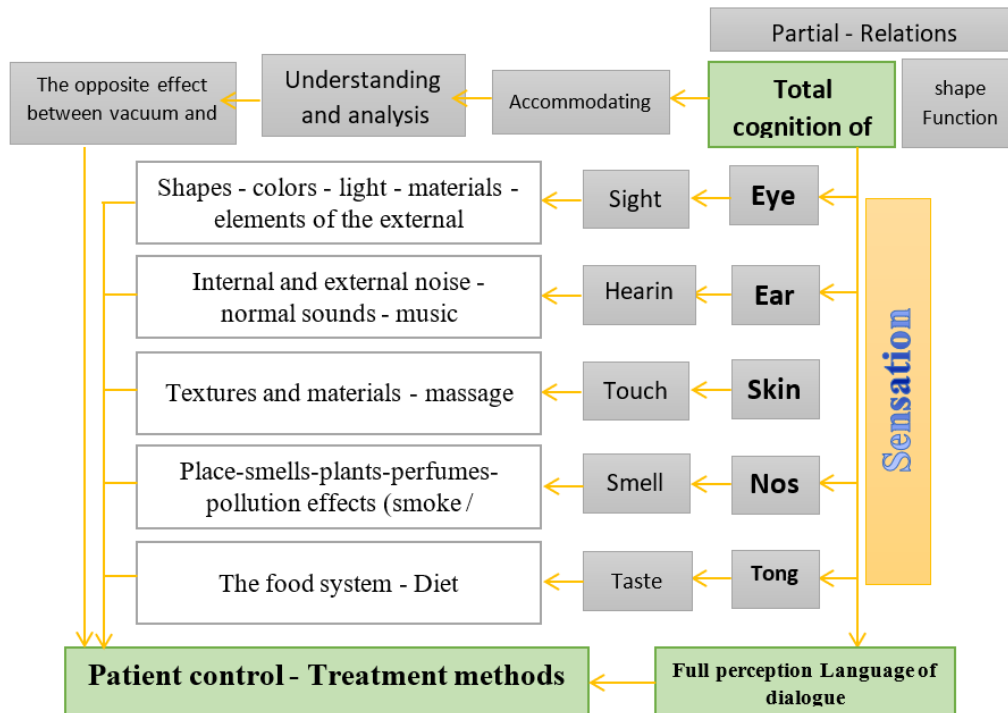 Partial - Relations
The opposite effect
between vacuum and
Understanding
and analysis
Accommodating
Total
cognition of
shape
Function
Shapes - colors - light - materials -
elements of the external
Sight
Eye
Internal and external noise -
normal sounds - music
Hearin
Ear
Textures and materials - massage
Touch
Skin
Place-smells-plants-perfumes-
pollution effects (smoke /
Smell
Nos
The food system - Diet
Taste
Tong
Sensation
Patient control - Treatment methods
Full perception Language of
dialogue